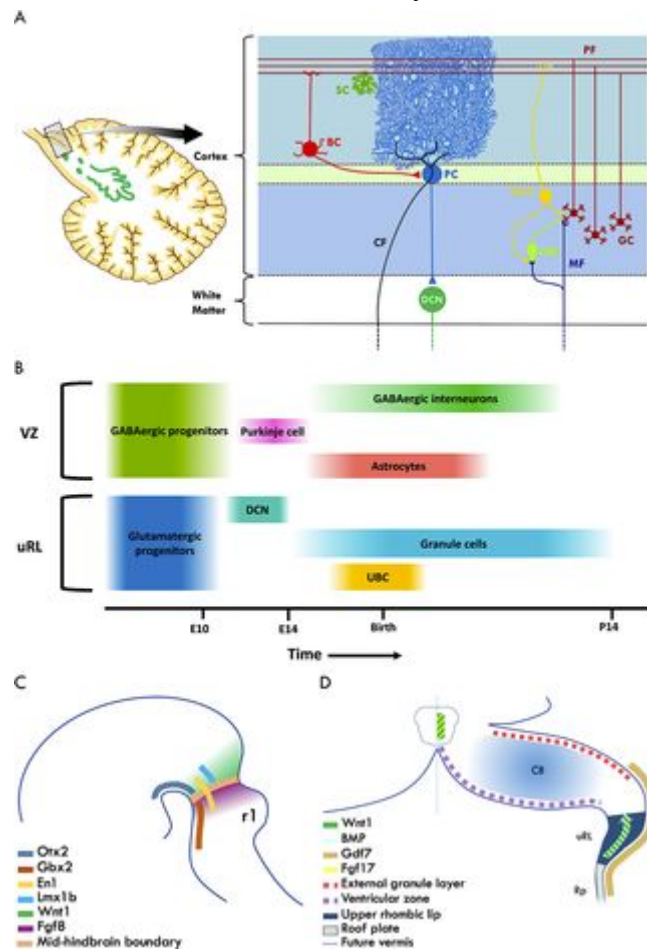 A
PF
SC
BC
Cortex
PC
CF
GC
MF
White
Matter
DCN
B
VZ
GABAergic progenitors
GABAergic interneurons
Purkinje cell
Astrocytes
uRL
Glutamatergic
progenitors
DCN
Granule cells
UBC
E10
E14
Birth
P14
Time
C
r1
Otx2
Gbx2
En1
Lmx1b
Wnt1
Fgf8
Mid-hindbrain boundary
D
CB
uRL
Rp
Wnt1
BMP
Gdf7
Fgf17
External granule layer
Ventricular zone
Upper rhombic lip
Roof plate
Future vermis